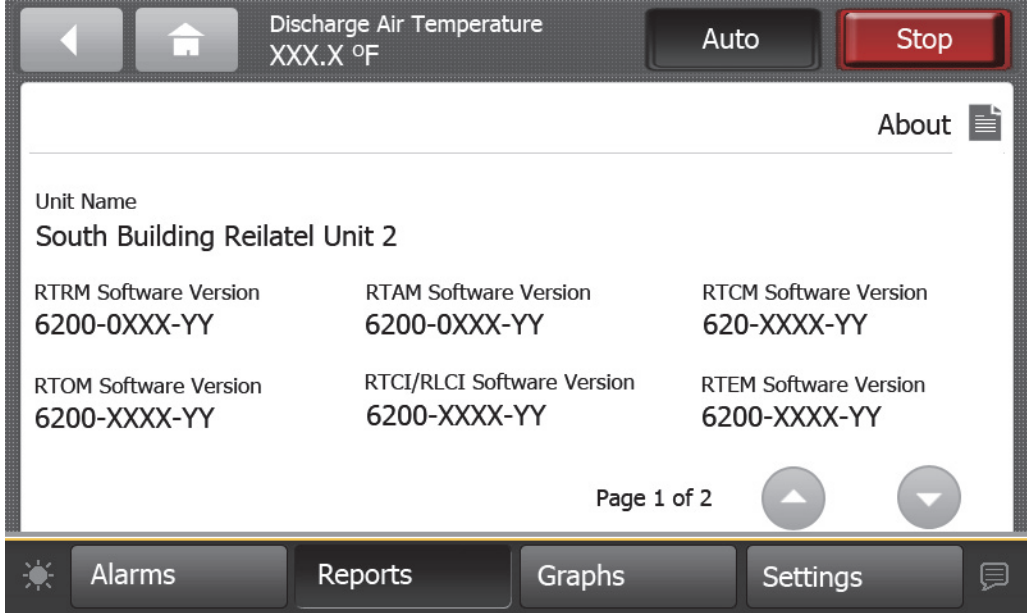 Discharge Air Temperature
XXX.X °F
Auto
Stop
About
Unit Name
South Building Reilatel Unit 2
RTRM Software Version
6200-0XXX-YY
RTAM Software Version
6200-0XXX-YY
RTCM Software Version
620-XXXX-YY
RTOM Software Version
6200-XXXX-YY
RTCI/RLCI Software Version
6200-XXXX-YY
RTEM Software Version
6200-XXXX-YY
Page 1 of 2
Alarms
Reports
Graphs
Settings